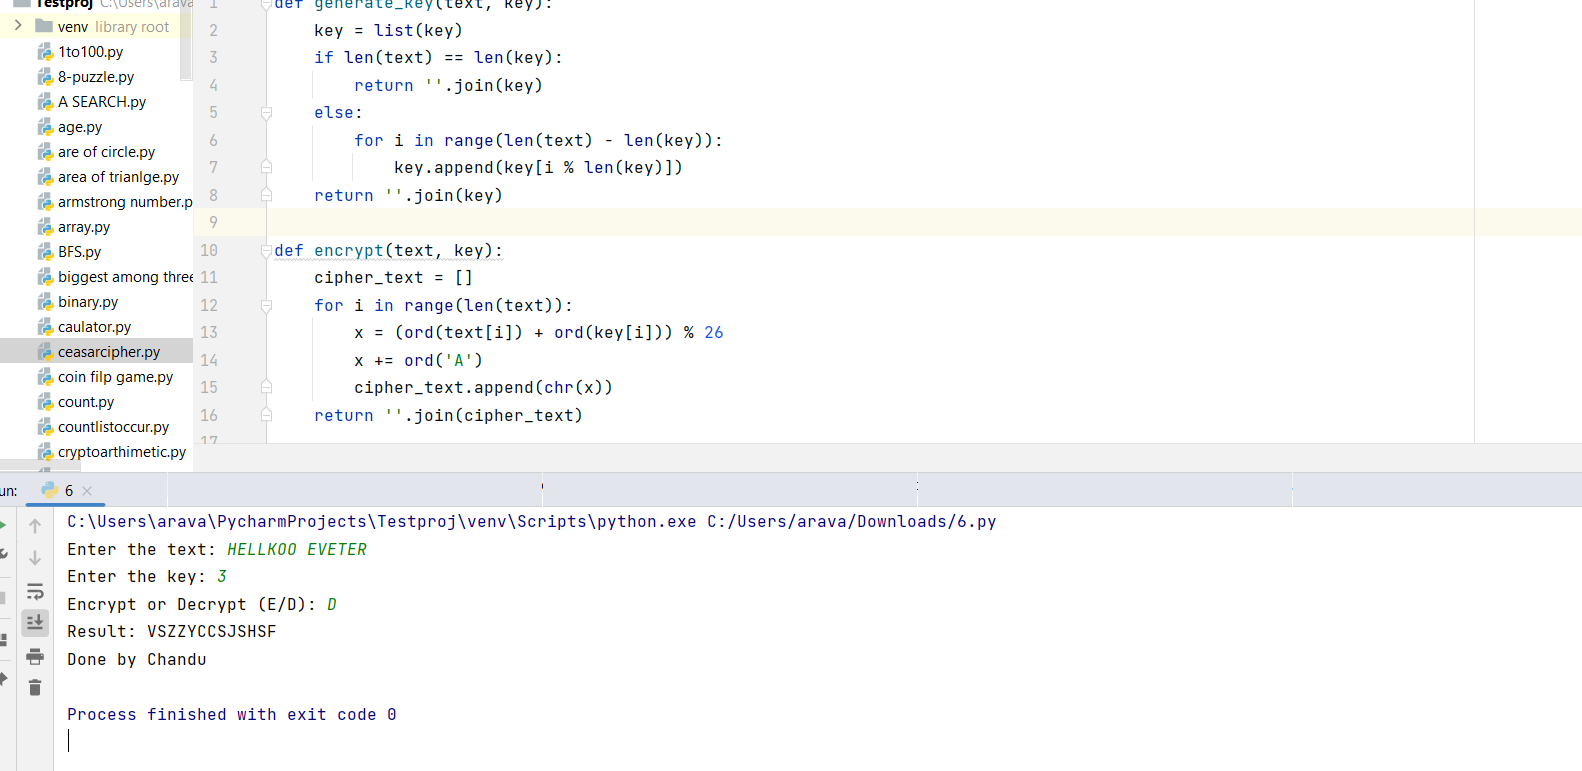 Testproj C:\Users\arava
venv library root
1to100.py
8-puzzle.py
A SEARCH.py
age.py
are of circle.py
area of trianlge.py
armstrong number.p
array.py
BFS.py
biggest among three
binary.py
caulator.py
ceasarcipher.py
coin filp game.py
count.py
countlistoccur.py
cryptoarthimetic.py
1 def generate_key(text, key):
2 key = list(key)
3 if len(text) == len(key):
4 return ''.join(key)
5 else:
6 for i in range(len(text) - len(key)):
7 key.append(key[i % len(key)])
8 return ''.join(key)
9
10 def encrypt(text, key):
11 cipher_text = []
12 for i in range(len(text)):
13 x = (ord(text[i]) + ord(key[i])) % 26
14 x += ord('A')
15 cipher_text.append(chr(x))
16 return ''.join(cipher_text)
17
un: 6
C:\Users\arava\PycharmProjects\Testproj\venv\Scripts\python.exe C:/Users/arava/Downloads/6.py
Enter the text: HELLKOO EVETER
Enter the key: 3
Encrypt or Decrypt (E/D): D
Result: VSZZYCCSJSHSF
Done by Chandu
Process finished with exit code 0